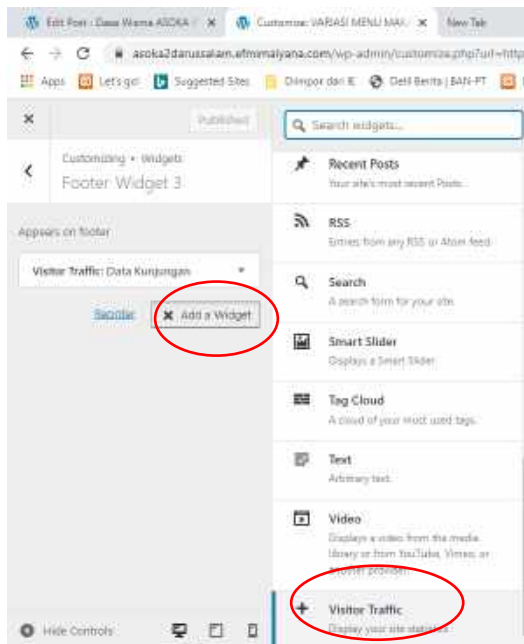 Edit Post ‹ Dasa Wisma ASOKA
Customize: VARIASI MENU MAK
New Tab
asoka2darussalam.efmimalyana.com/wp-admin/customize.php?url=http
Apps
Let's go!
Suggested Sites
Diimpor dari IE
Detil Berita | BAN-PT
Published
Customizing • Widgets
Footer Widget 3
Appears on footer
Visitor Traffic: Data Kunjungan
Reorder
Add a Widget
Hide Controls
Search widgets...
Recent Posts
Your site's most recent Posts.
RSS
Entries from any RSS or Atom feed.
Search
A search form for your site.
Smart Slider
Displays a Smart Slider
Tag Cloud
A cloud of your most used tags.
Text
Arbitrary text.
Video
Displays a video from the media
library or from YouTube, Vimeo, or
another provider.
Visitor Traffic
Display your site statistics